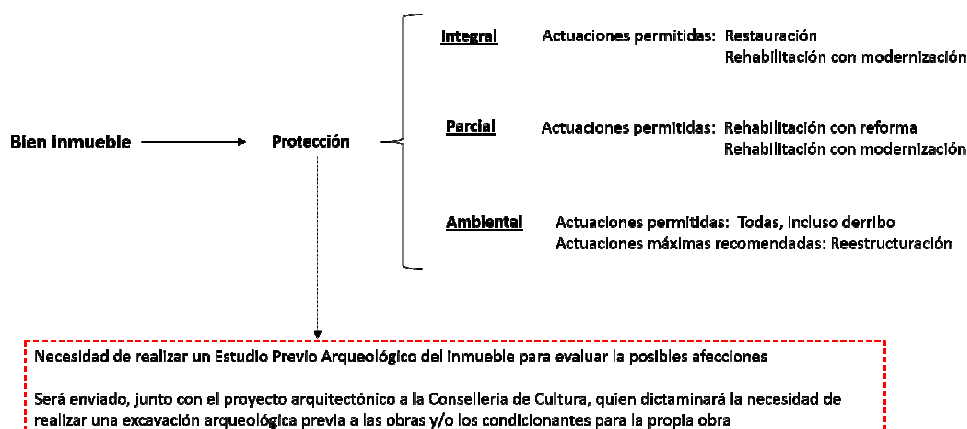 Integral Actuaciones permitidas: Restauración
Rehabilitación con modernización
Parcial Actuaciones permitidas: Rehabilitación con reforma
Rehabilitación con modernización
Bien Inmueble Protección
Ambiental Actuaciones permitidas: Todas, incluso derribo
Actuaciones máximas recomendadas: Reestructuración
Necesidad de realizar un Estudio Previo Arqueológico del inmueble para evaluar la posibles afecciones
Será enviado, junto con el proyecto arquitectónico a la Conselleria de Cultura, quien dictaminará la necesidad de
realizar una excavación arqueológica previa a las obras y/o los condicionantes para la propia obra